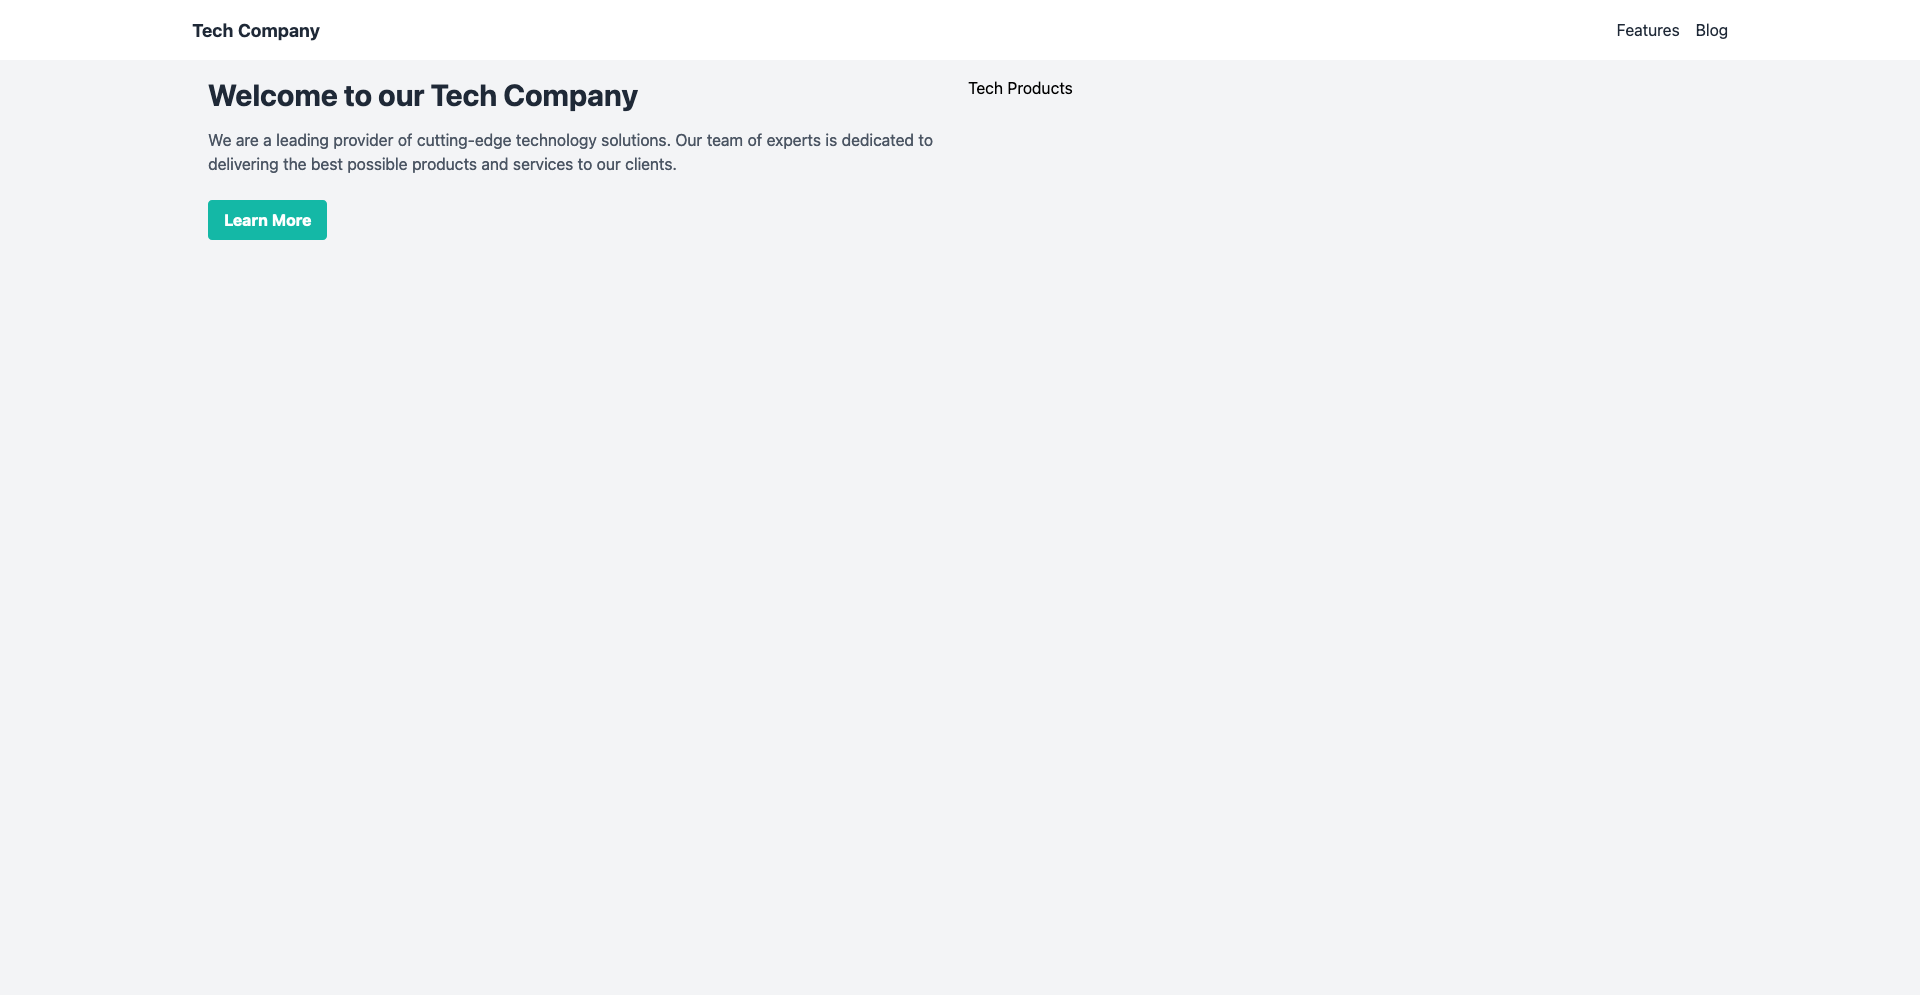 Tech Company
Features
Blog
Welcome to our Tech Company
We are a leading provider of cutting-edge technology solutions. Our team of experts is dedicated to
delivering the best possible products and services to our clients.
Learn More
Tech Products